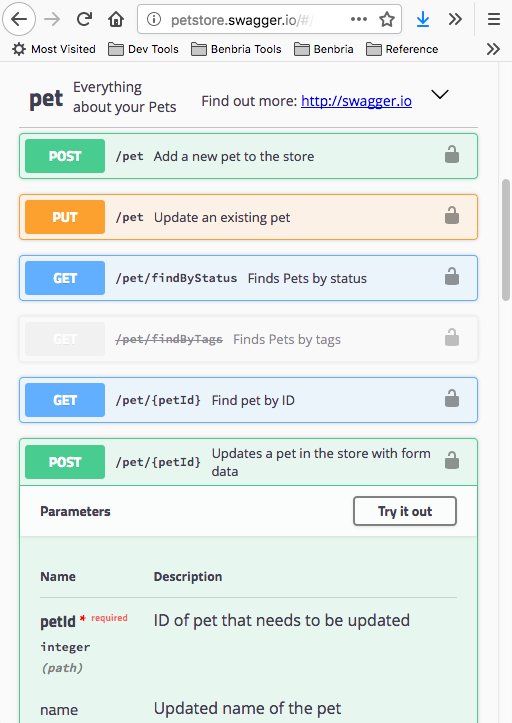 petstore.swagger.io/#/
Most Visited Dev Tools Benbria Tools Benbria Reference
pet Everything
about your Pets
Find out more: http://swagger.io
POST /pet Add a new pet to the store
PUT /pet Update an existing pet
GET /pet/findByStatus Finds Pets by status
GET /pet/findByTags Finds Pets by tags
GET /pet/{petId} Find pet by ID
POST /pet/{petId} Updates a pet in the store with form
data
Parameters Try it out
Name Description
petId * required ID of pet that needs to be updated
integer
(path)
name Updated name of the pet